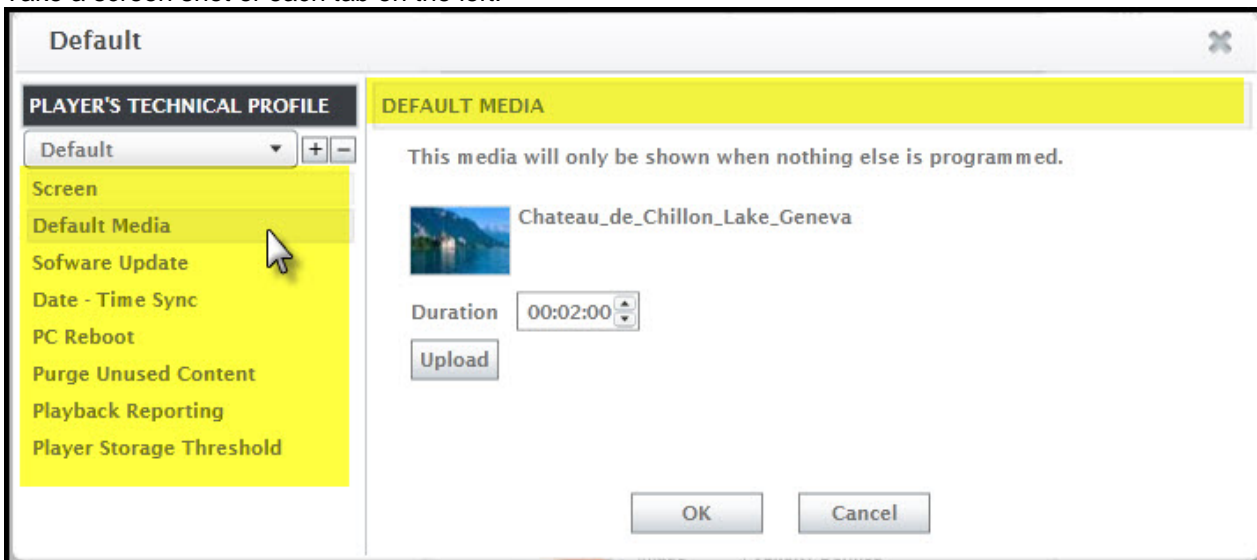 Take a screen shot of each tab on the left.
Default
PLAYER'S TECHNICAL PROFILE
Default
+ −
Screen
Default Media
Sofware Update
Date - Time Sync
PC Reboot
Purge Unused Content
Playback Reporting
Player Storage Threshold
DEFAULT MEDIA
This media will only be shown when nothing else is programmed.
Chateau_de_Chillon_Lake_Geneva
Duration 00:02:00
Upload
OK Cancel